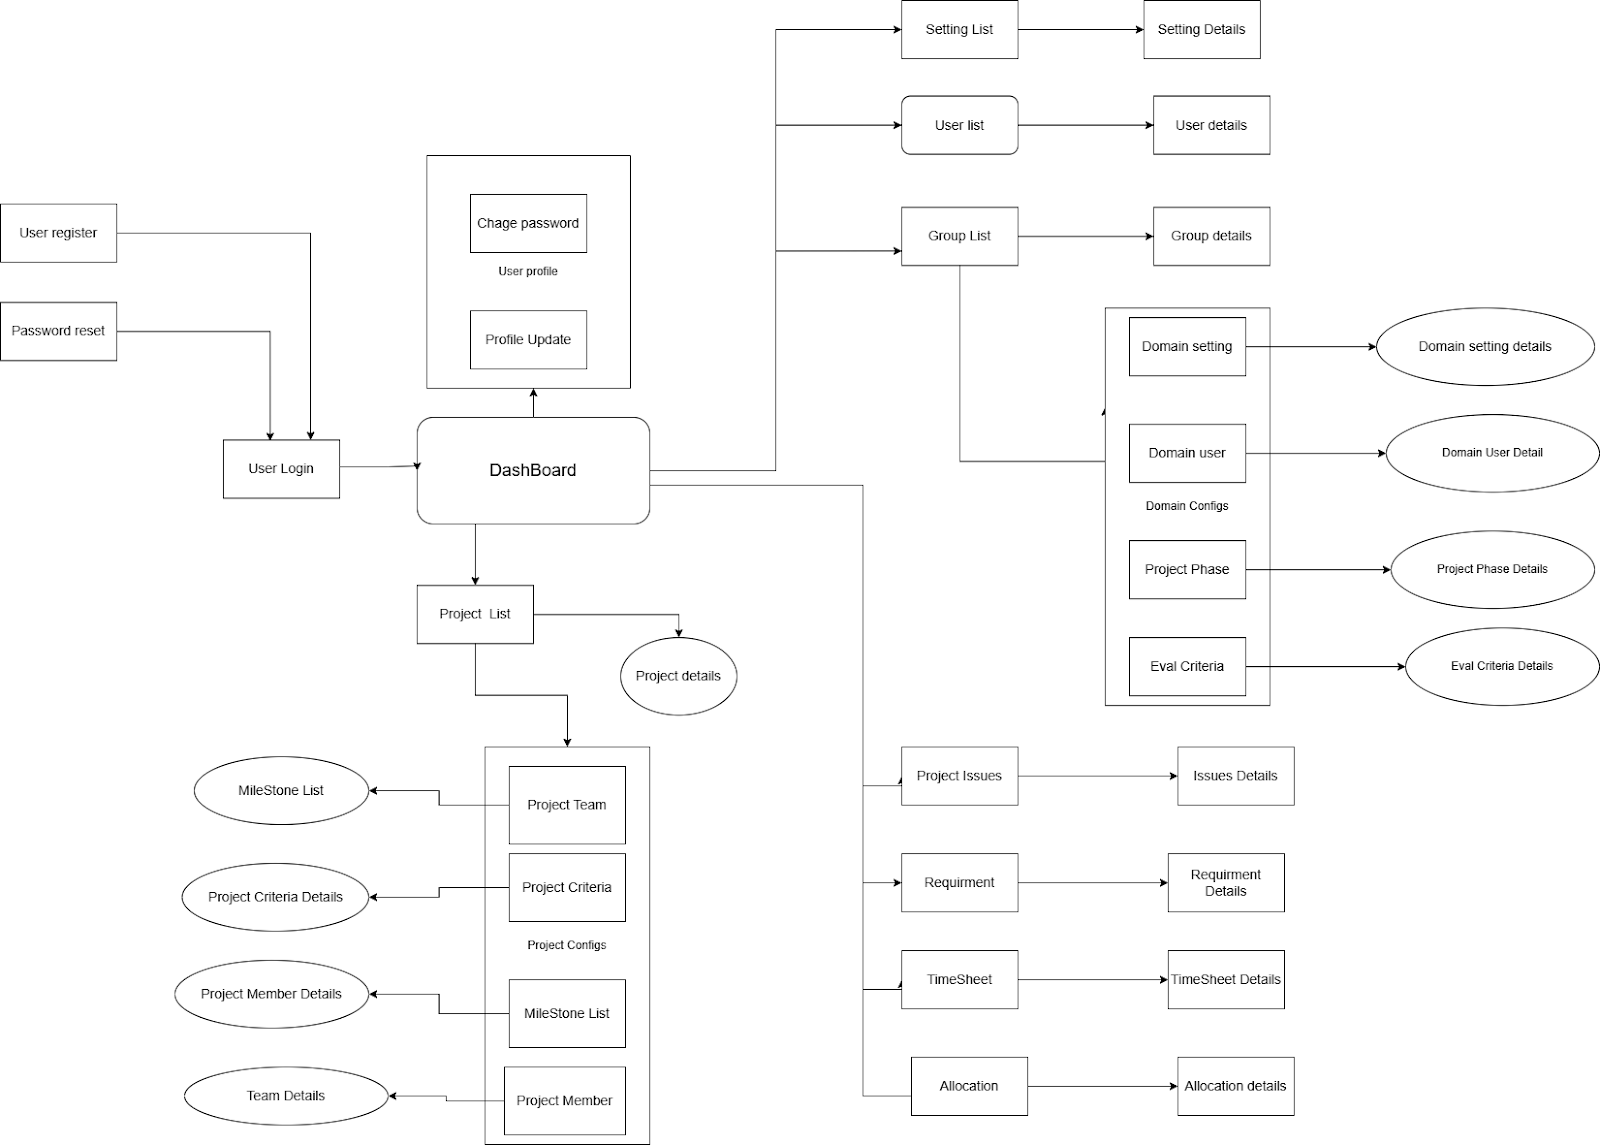 Setting List
Setting Details
User list
User details
Chage password
User register
Group List
Group details
User profile
Password reset
Profile Update
Domain setting
Domain setting details
User Login
DashBoard
Domain user
Domain User Detail
Domain Configs
Project Phase
Project Phase Details
Project  List
Project details
Eval Criteria
Eval Criteria Details
MileStone List
Project Team
Project Issues
Issues Details
Project Criteria Details
Project Criteria
Requirment
Requirment
Details
Project Configs
Project Member Details
MileStone List
TimeSheet
TimeSheet Details
Team Details
Project Member
Allocation
Allocation details